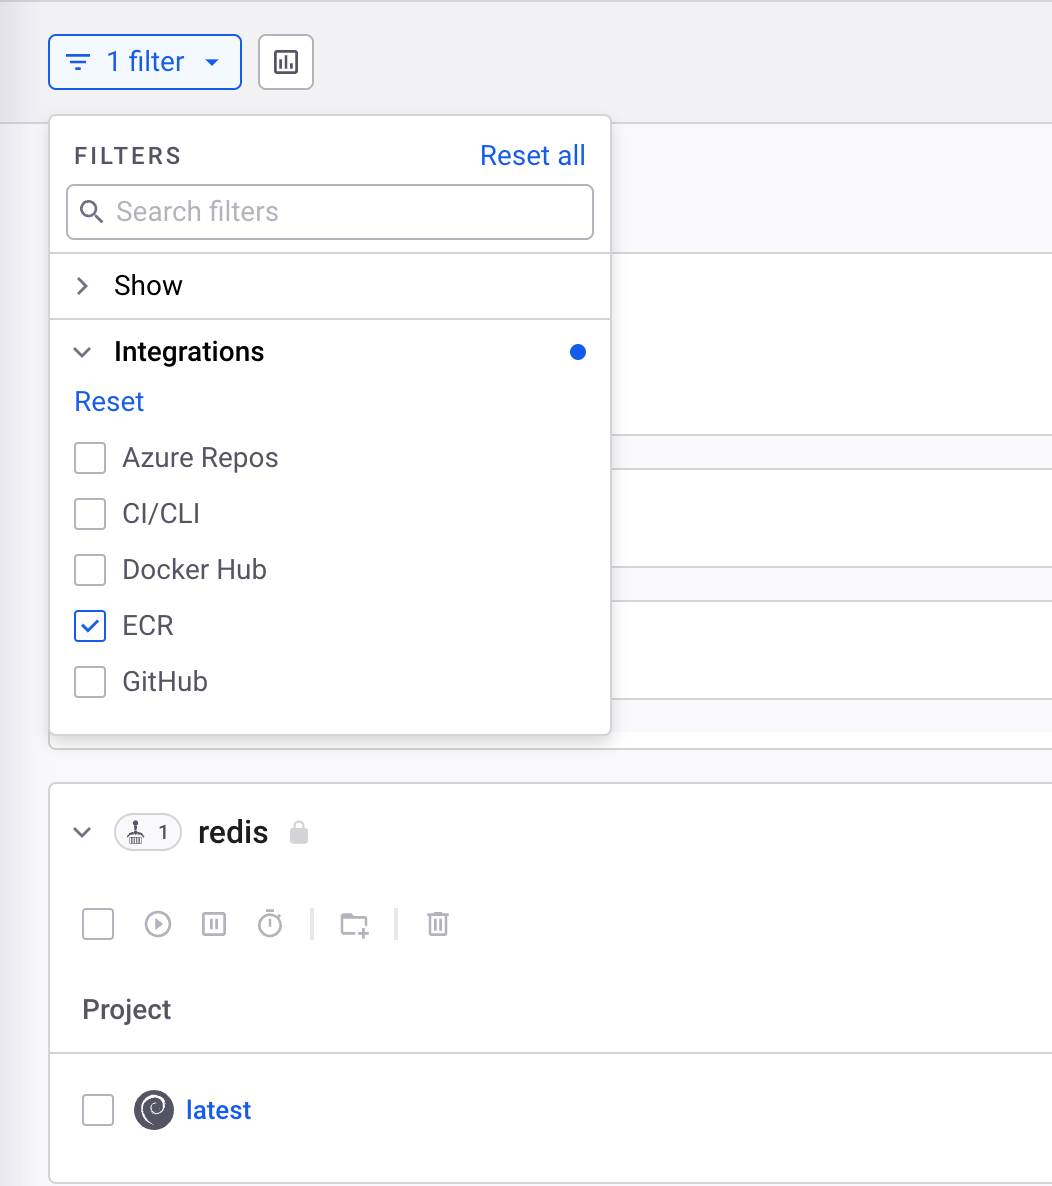 1 filter
FILTERS
Reset all
Search filters
Show
Integrations
Reset
Azure Repos
CI/CLI
Docker Hub
ECR
GitHub
1 redis
Project
latest